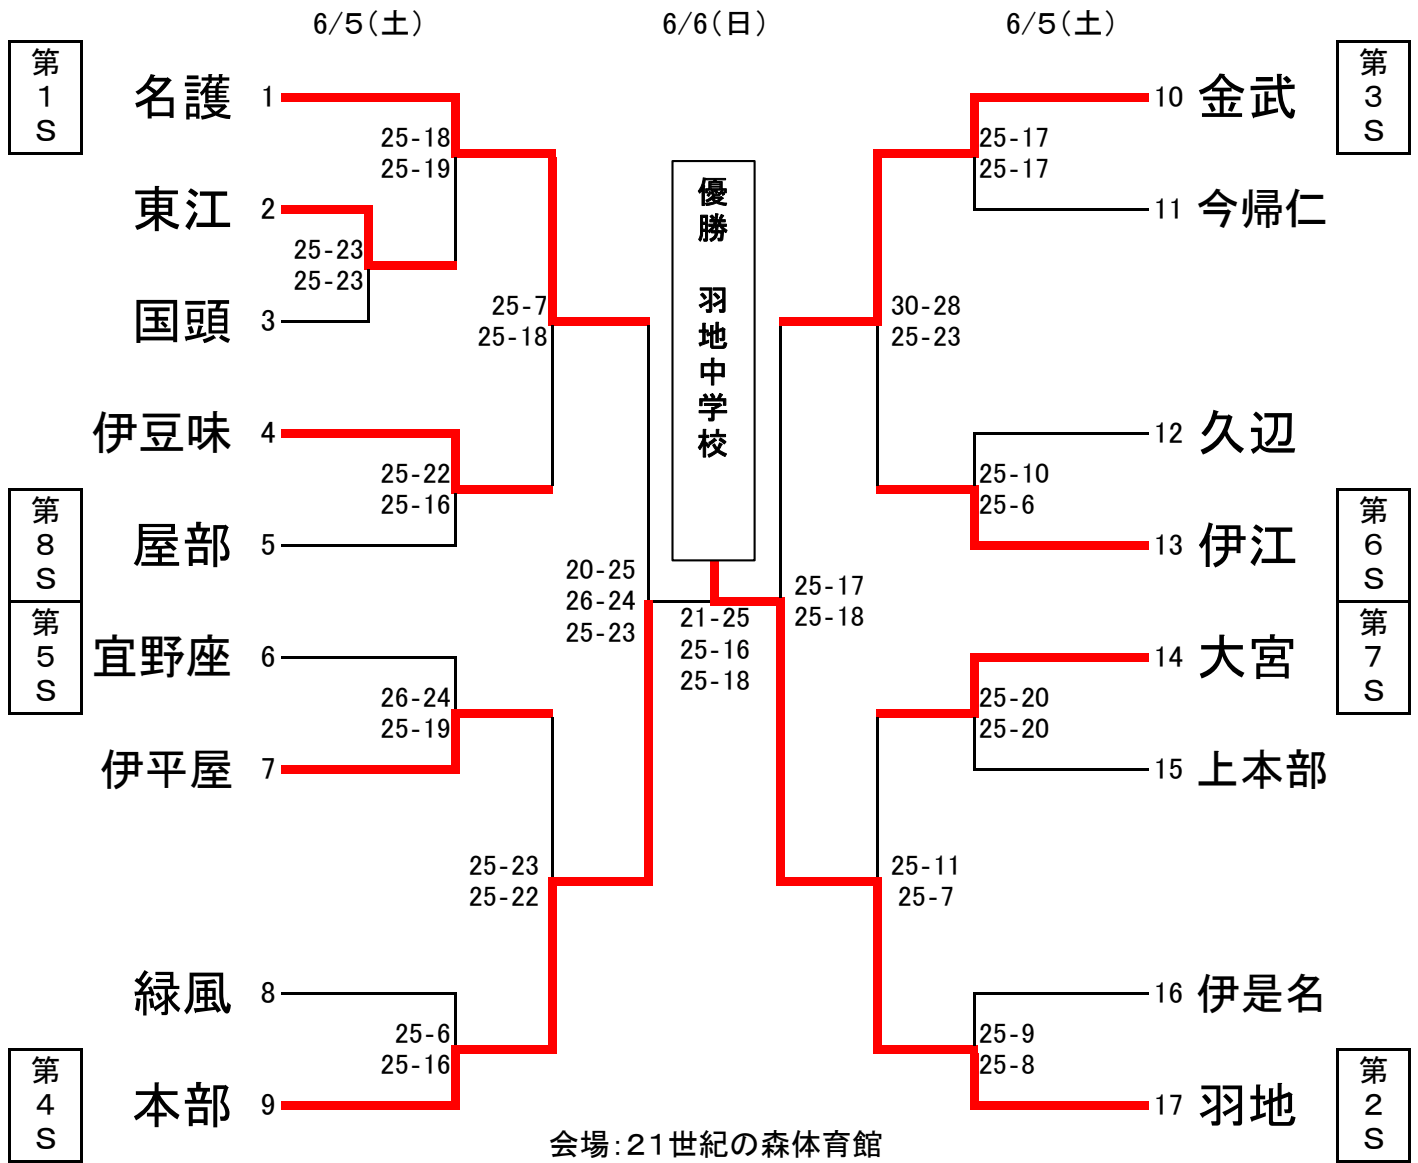 6/5(土)
6/6(日)
6/5(土)
第1S
名護 1
25-18
25-19
東江 2
25-23
25-23
国頭 3
25-7
25-18
伊豆味 4
25-22
25-16
第8S
屋部 5
20-25
26-24
25-23
第5S
宜野座 6
26-24
25-19
伊平屋 7
25-23
25-22
緑風 8
25-6
25-16
第4S
本部 9
優勝 羽地中学校
21-25
25-16
25-18
10 金武
第3S
25-17
25-17
11 今帰仁
30-28
25-23
12 久辺
25-10
25-6
13 伊江
第6S
25-17
25-18
14 大宮
第7S
25-20
25-20
15 上本部
25-11
25-7
16 伊是名
25-9
25-8
17 羽地
第2S
会場:21世紀の森体育館